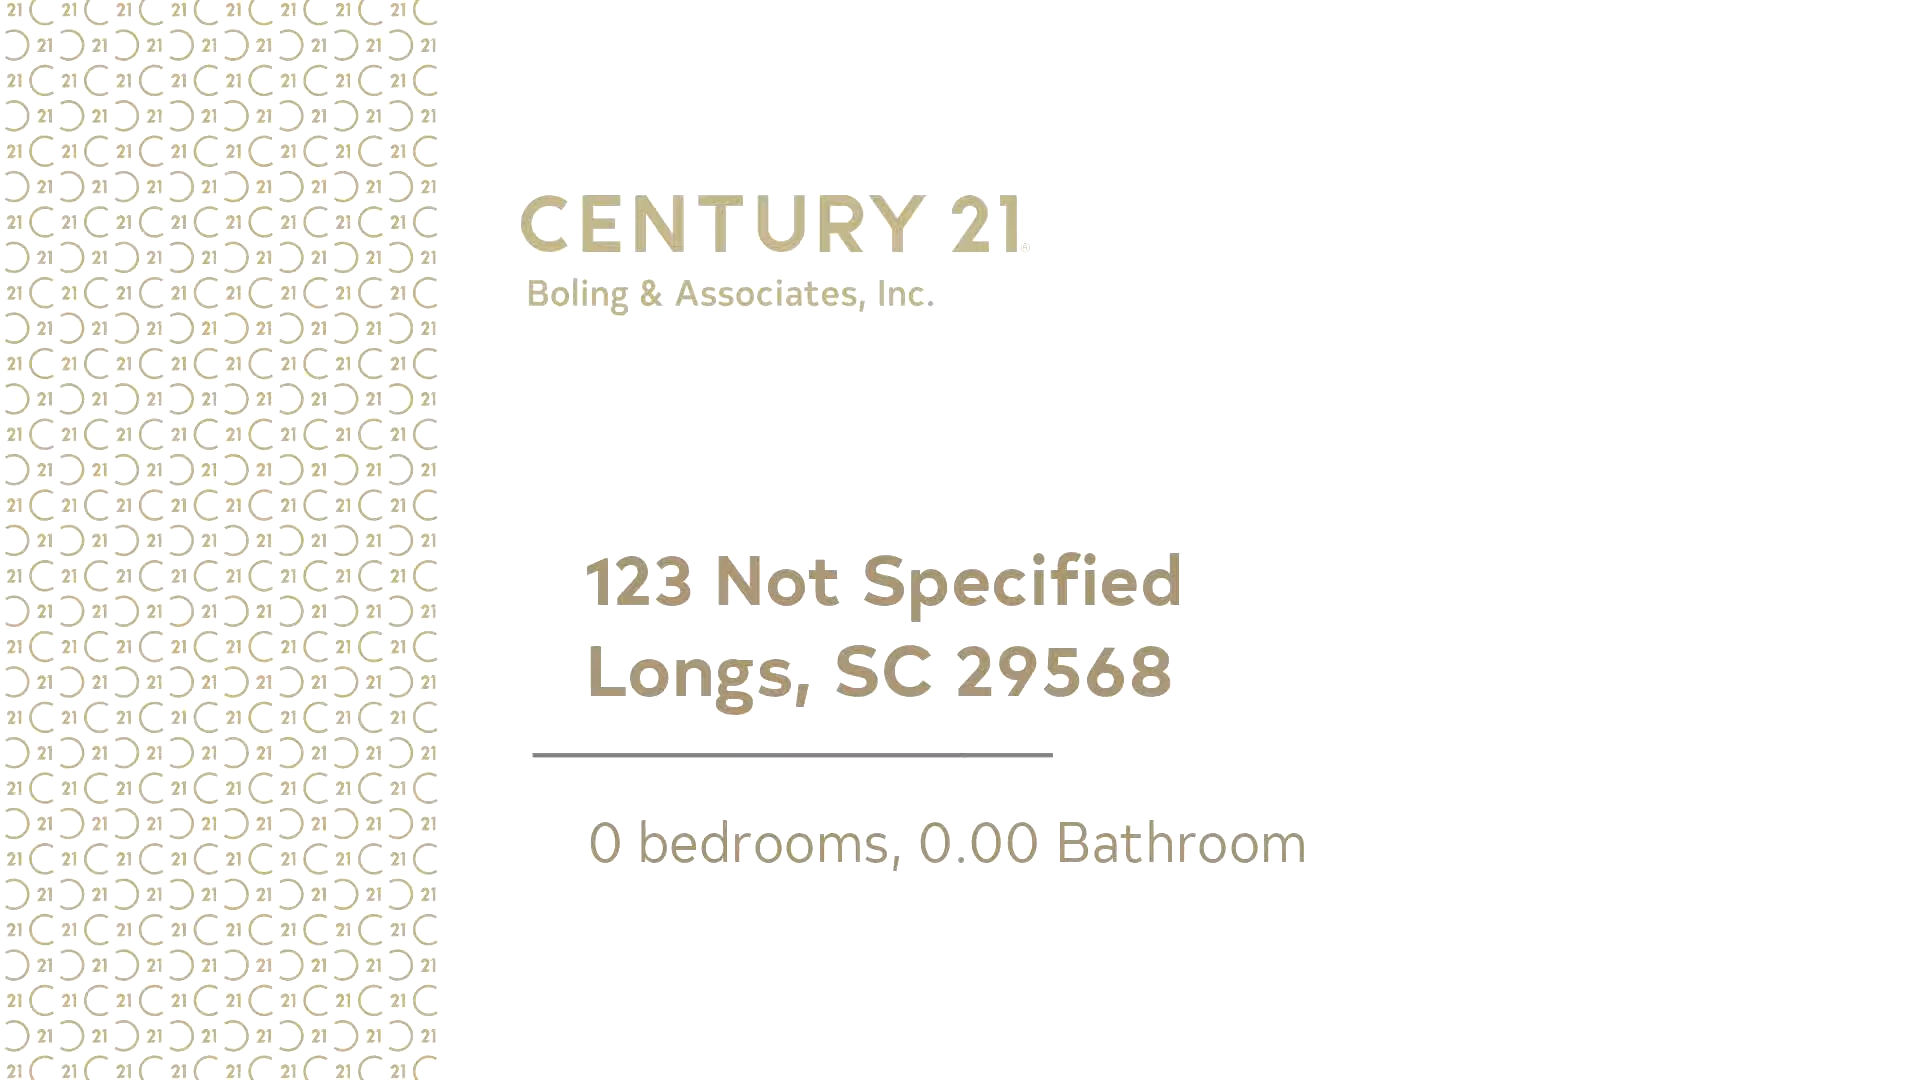 CENTURY 21®
Boling & Associates, Inc.
123 Not Specified
Longs, SC 29568
0 bedrooms, 0.00 Bathroom